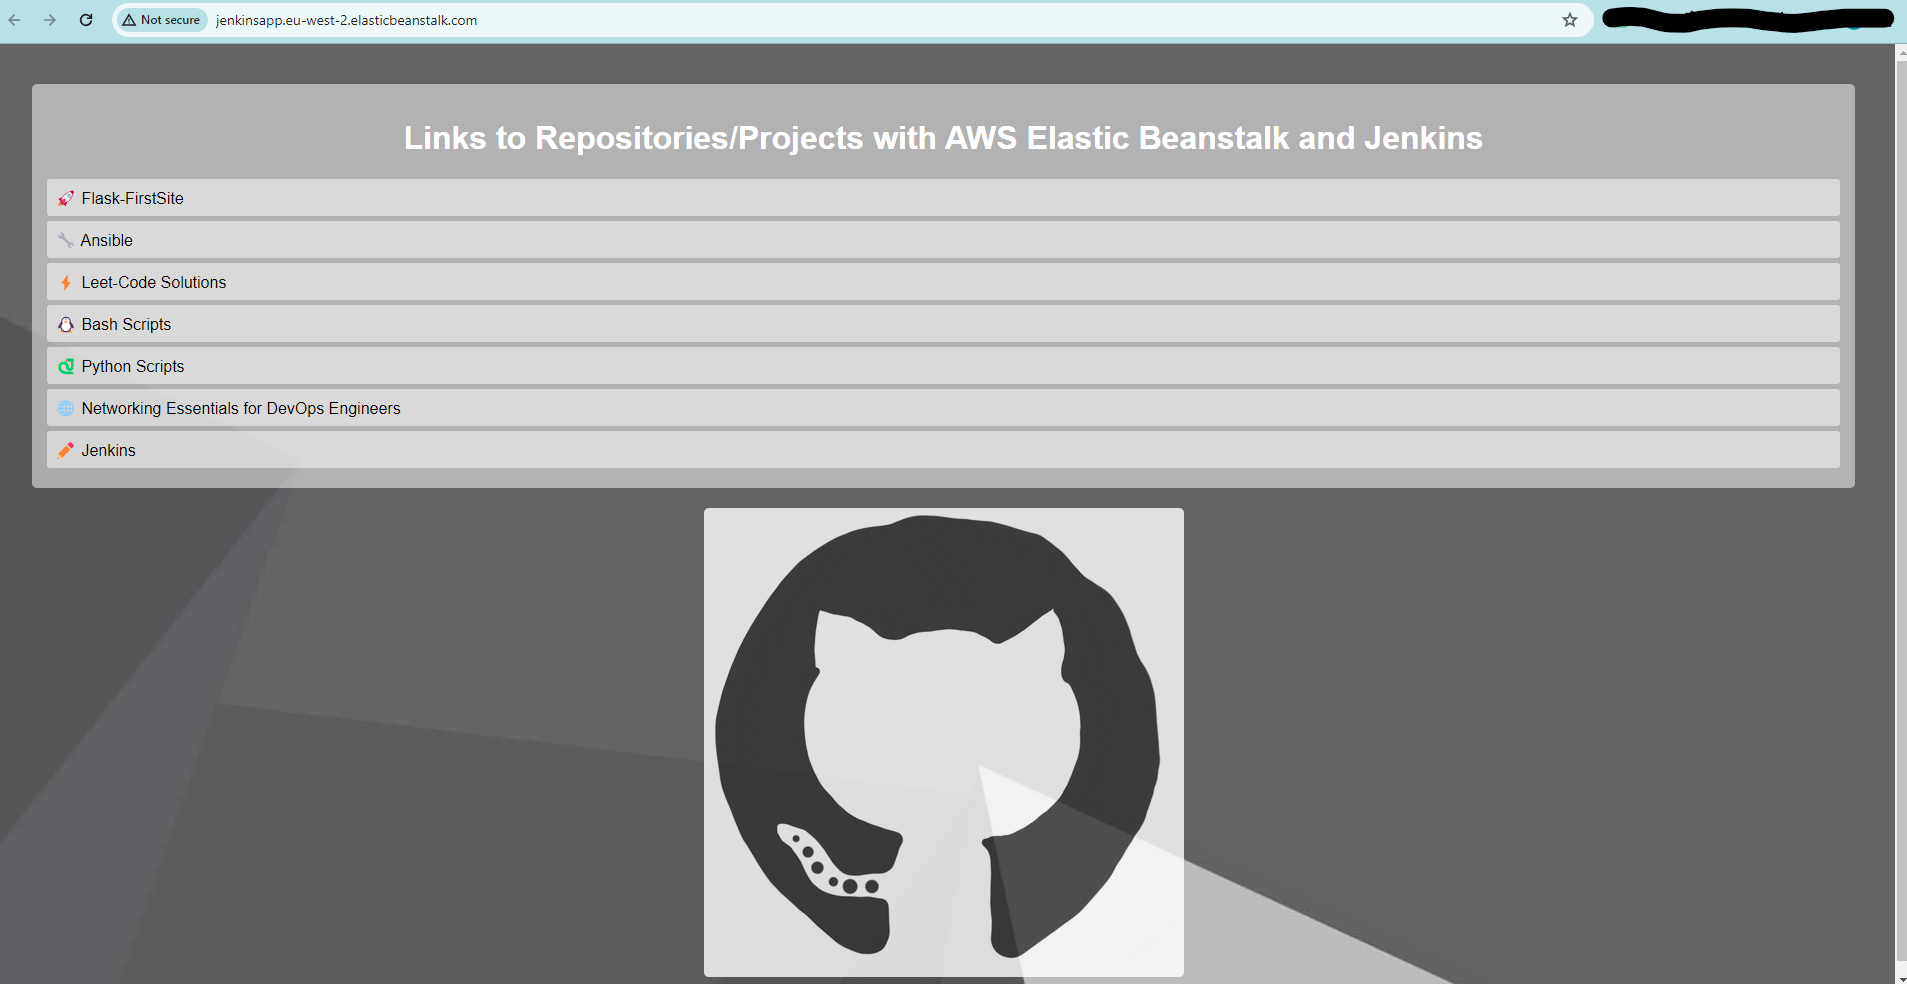 Not secure
jenkinsapp.eu-west-2.elasticbeanstalk.com
Links to Repositories/Projects with AWS Elastic Beanstalk and Jenkins
🚀 Flask-FirstSite
🔧 Ansible
⚡ Leet-Code Solutions
🐧 Bash Scripts
🐍 Python Scripts
🌐 Networking Essentials for DevOps Engineers
✏️ Jenkins